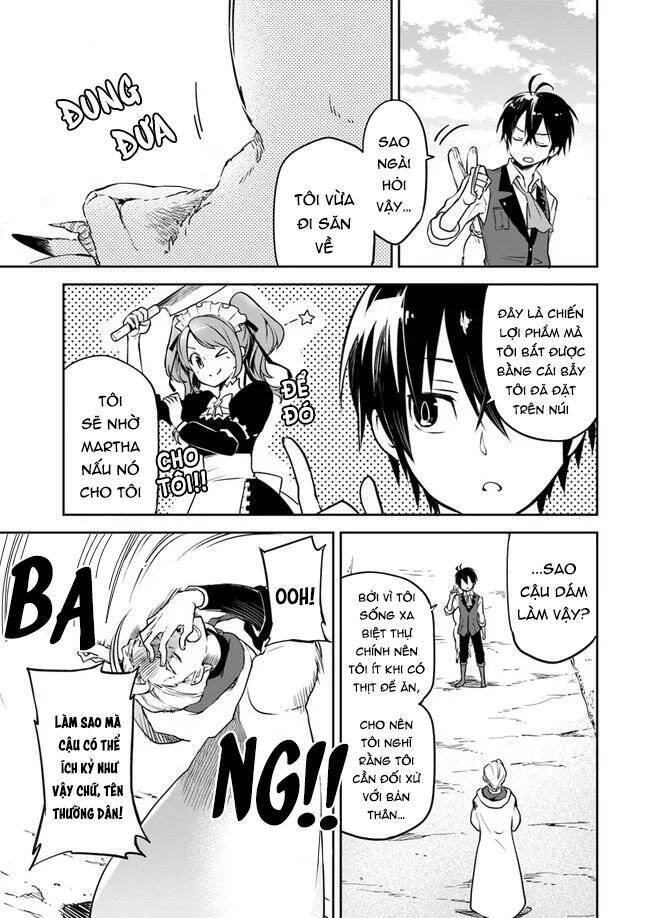 SAO
NGÀI
HỎI
VẬY...
TÔI VỪA
ĐI SĂN
VỀ
ĐUNG
ĐƯA
ĐÂY LÀ CHIẾN
LỢI PHẨM MÀ
TÔI BẮT ĐƯỢC
BẰNG CÁI BẪY
TÔI ĐÃ ĐẶT
TRÊN NÚI
ĐỂ
ĐÓ
CHO
TÔI!!!
TÔI
SẼ NHỜ
MARTHA
NẤU NÓ
CHO TÔI
...SAO
CẬU DÁM
LÀM VẬY?
BỞI VÌ TÔI
SỐNG XA
BIỆT THỰ
CHÍNH NÊN
TÔI ÍT KHI CÓ
THỊT ĐỂ ĂN,
CHO NÊN
TÔI NGHĨ
RẰNG TÔI
CẦN ĐỐI XỬ
VỚI BẢN
THÂN...
OOH!
BA
NG!!
LÀM SAO MÀ
CẬU CÓ THỂ
ÍCH KỶ NHƯ
VẬY CHỨ, TÊN
THƯỜNG DÂN!